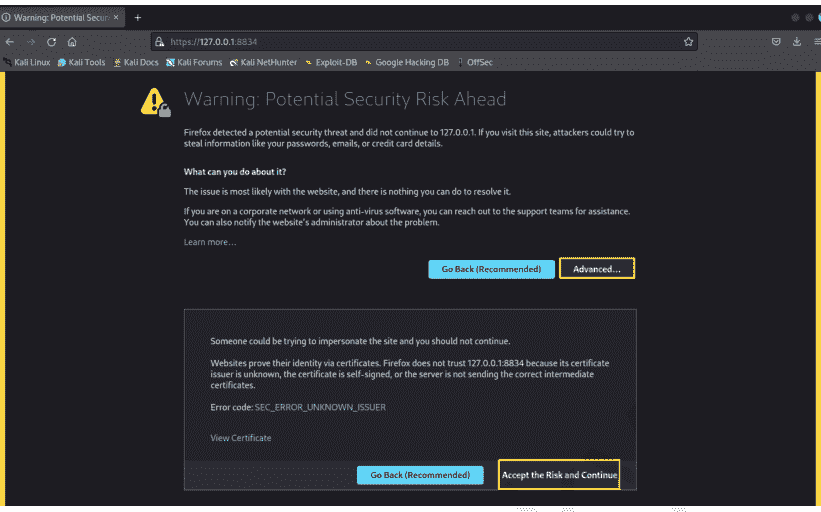 Warning: Potential Securi
https://127.0.0.1:8834
Kali Linux Kali Tools Kali Docs Kali Forums Kali NetHunter Exploit-DB Google Hacking DB OffSec
Warning: Potential Security Risk Ahead
Firefox detected a potential security threat and did not continue to 127.0.0.1. If you visit this site, attackers could try to
steal information like your passwords, emails, or credit card details.
What can you do about it?
The issue is most likely with the website, and there is nothing you can do to resolve it.
If you are on a corporate network or using anti-virus software, you can reach out to the support teams for assistance.
You can also notify the website's administrator about the problem.
Learn more…
Go Back (Recommended) Advanced...
Someone could be trying to impersonate the site and you should not continue.
Websites prove their identity via certificates. Firefox does not trust 127.0.0.1:8834 because its certificate
issuer is unknown, the certificate is self-signed, or the server is not sending the correct intermediate
certificates.
Error code: SEC_ERROR_UNKNOWN_ISSUER
View Certificate
Go Back (Recommended) Accept the Risk and Continue